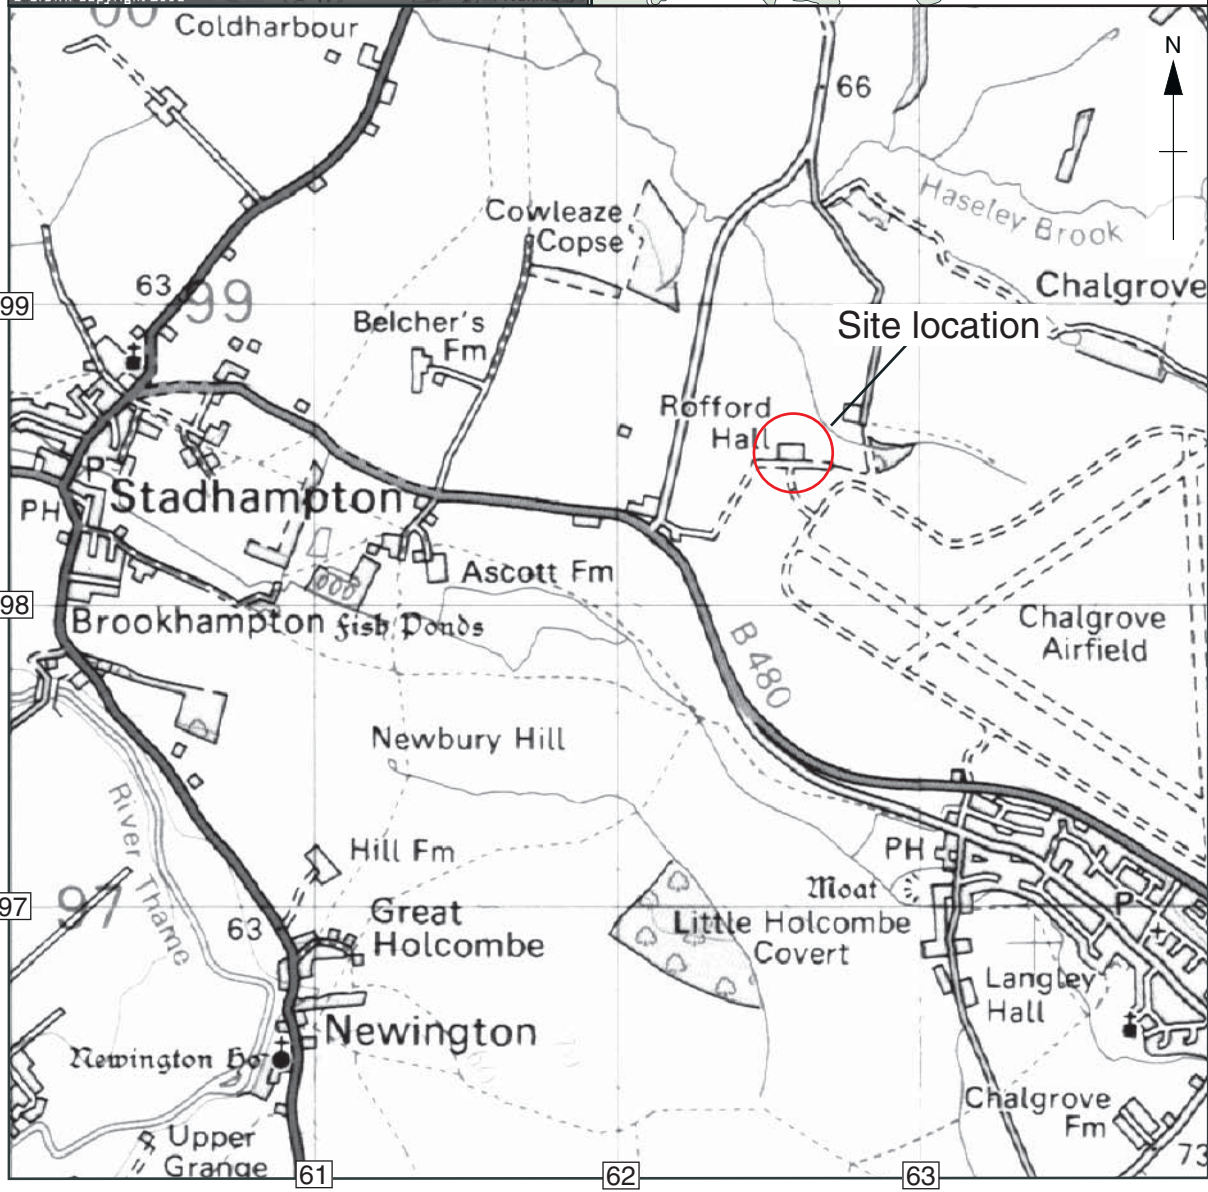 Coldharbour
N
66
Haseley Brook
Cowleaze
Copse
Chalgrove
63
99
99
Site location
Belcher's
Fm
Rofford
Hall
P
Stadhampton
PH
Ascott Fm
98
Brookhampton
Fish Ponds
Chalgrove
Airfield
B 480
Newbury Hill
River Thame
Hill Fm
PH
Moat
97
97
63
Great
Holcombe
Little Holcombe
Covert
P
Langley
Hall
Newington
Newington Ho
Chalgrove
Fm
Upper
Grange
73
61
62
63